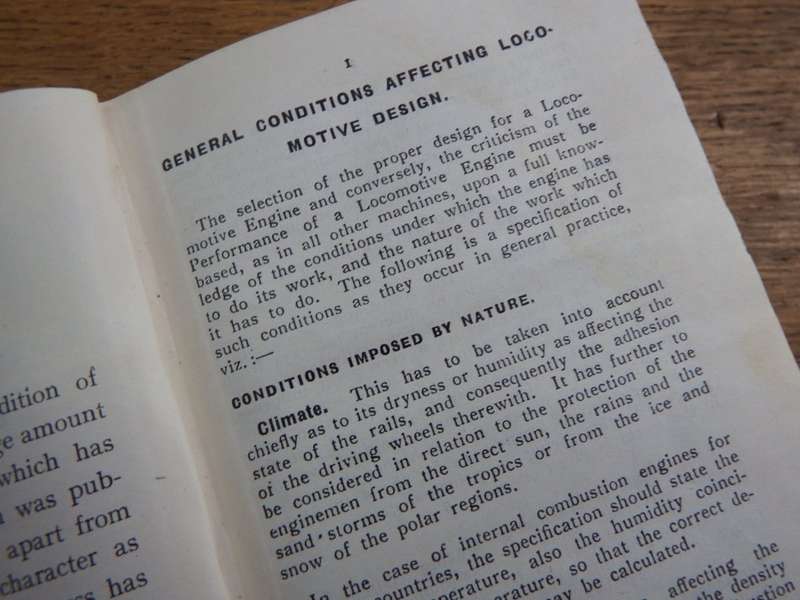 dition of
ge amount
which has
was pub-
apart from
character as
has
I
GENERAL CONDITIONS AFFECTING LOCO-
MOTIVE DESIGN.
The selection of the proper design for a Loco-
motive Engine and conversely, the criticism of the
Performance of a Locomotive Engine must be
based, as in all other machines, upon a full know-
ledge of the conditions under which the engine has
to do its work, and the nature of the work which
it has to do. The following is a specification of
such conditions as they occur in general practice,
viz. :—
CONDITIONS IMPOSED BY NATURE.
Climate. This has to be taken into account
chiefly as to its dryness or humidity as affecting the
state of the rails, and consequently the adhesion
of the driving wheels therewith. It has further to
be considered in relation to the protection of the
enginemen from the direct sun, the rains and the
sand storms of the tropics or from the ice and
snow of the polar regions.
In the case of internal combustion engines for
countries, the specification should state the
perature, also the humidity coinci-
erature, so that the correct de-
may be calculated.
affecting the
the density